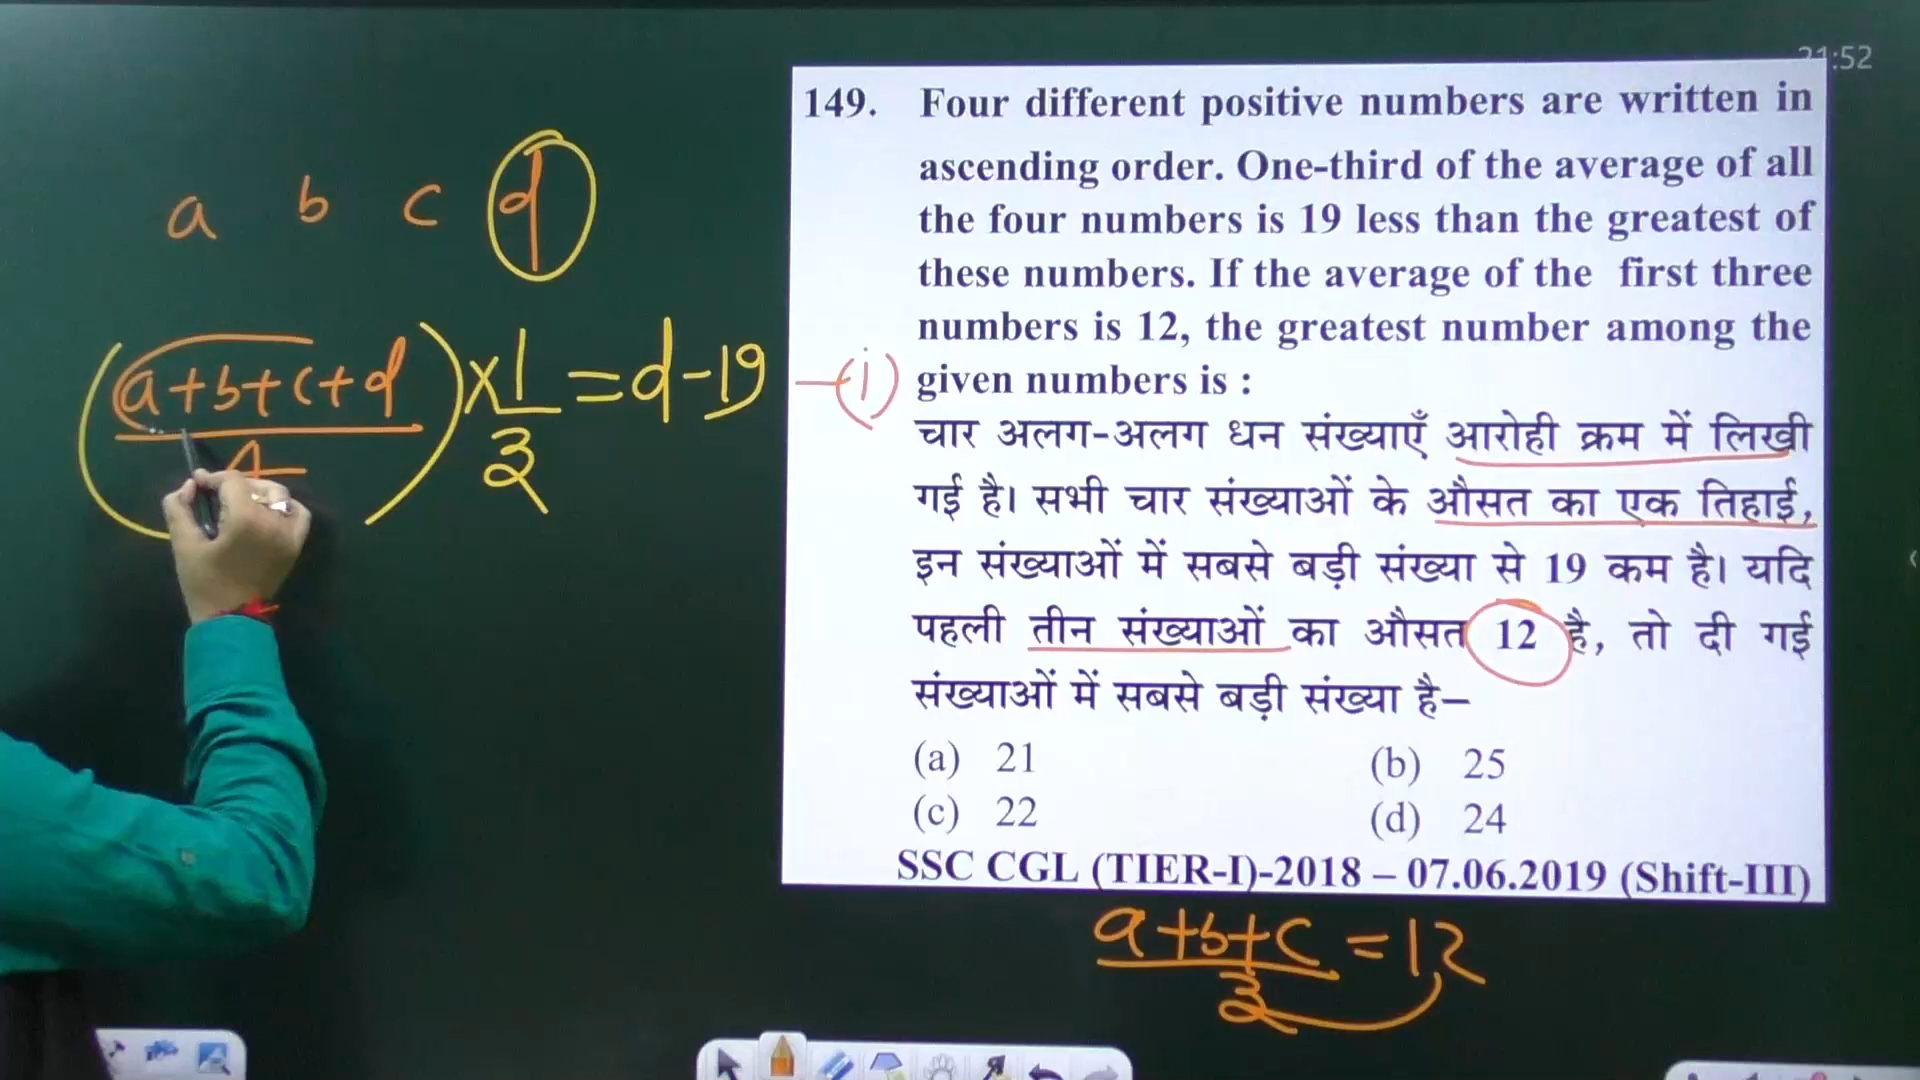 21:52
a b c d
(a+b+c+d / 4) × 1/3 = d-19 —(i)
149. Four different positive numbers are written in
ascending order. One-third of the average of all
the four numbers is 19 less than the greatest of
these numbers. If the average of the first three
numbers is 12, the greatest number among the
given numbers is :
चार अलग-अलग धन संख्याएँ आरोही क्रम में लिखी
गई है। सभी चार संख्याओं के औसत का एक तिहाई,
इन संख्याओं में सबसे बड़ी संख्या से 19 कम है। यदि
पहली तीन संख्याओं का औसत 12 है, तो दी गई
संख्याओं में सबसे बड़ी संख्या है–
(a) 21 (b) 25
(c) 22 (d) 24
SSC CGL (TIER-I)-2018 – 07.06.2019 (Shift-III)
a+b+c / 3 = 12